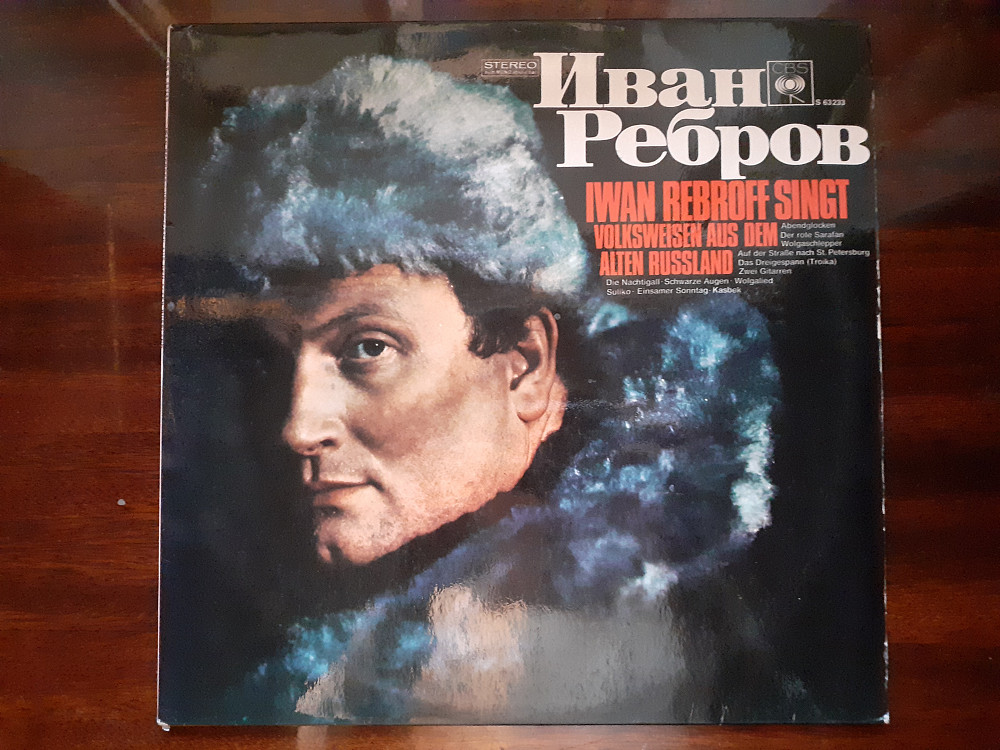 STEREO
Иван
CBS
S 63233
Ребров
IWAN REBROFF SINGT
VOLKSWEISEN AUS DEM
ALTEN RUSSLAND
Abendglocken
Der rote Sarafan
Wolgaschlepper
Auf der Straße nach St. Petersburg
Das Dreigespann (Troika)
Zwei Gitarren
Die Nachtigall · Schwarze Augen · Wolgalied
Suliko · Einsamer Sonntag · Kasbek